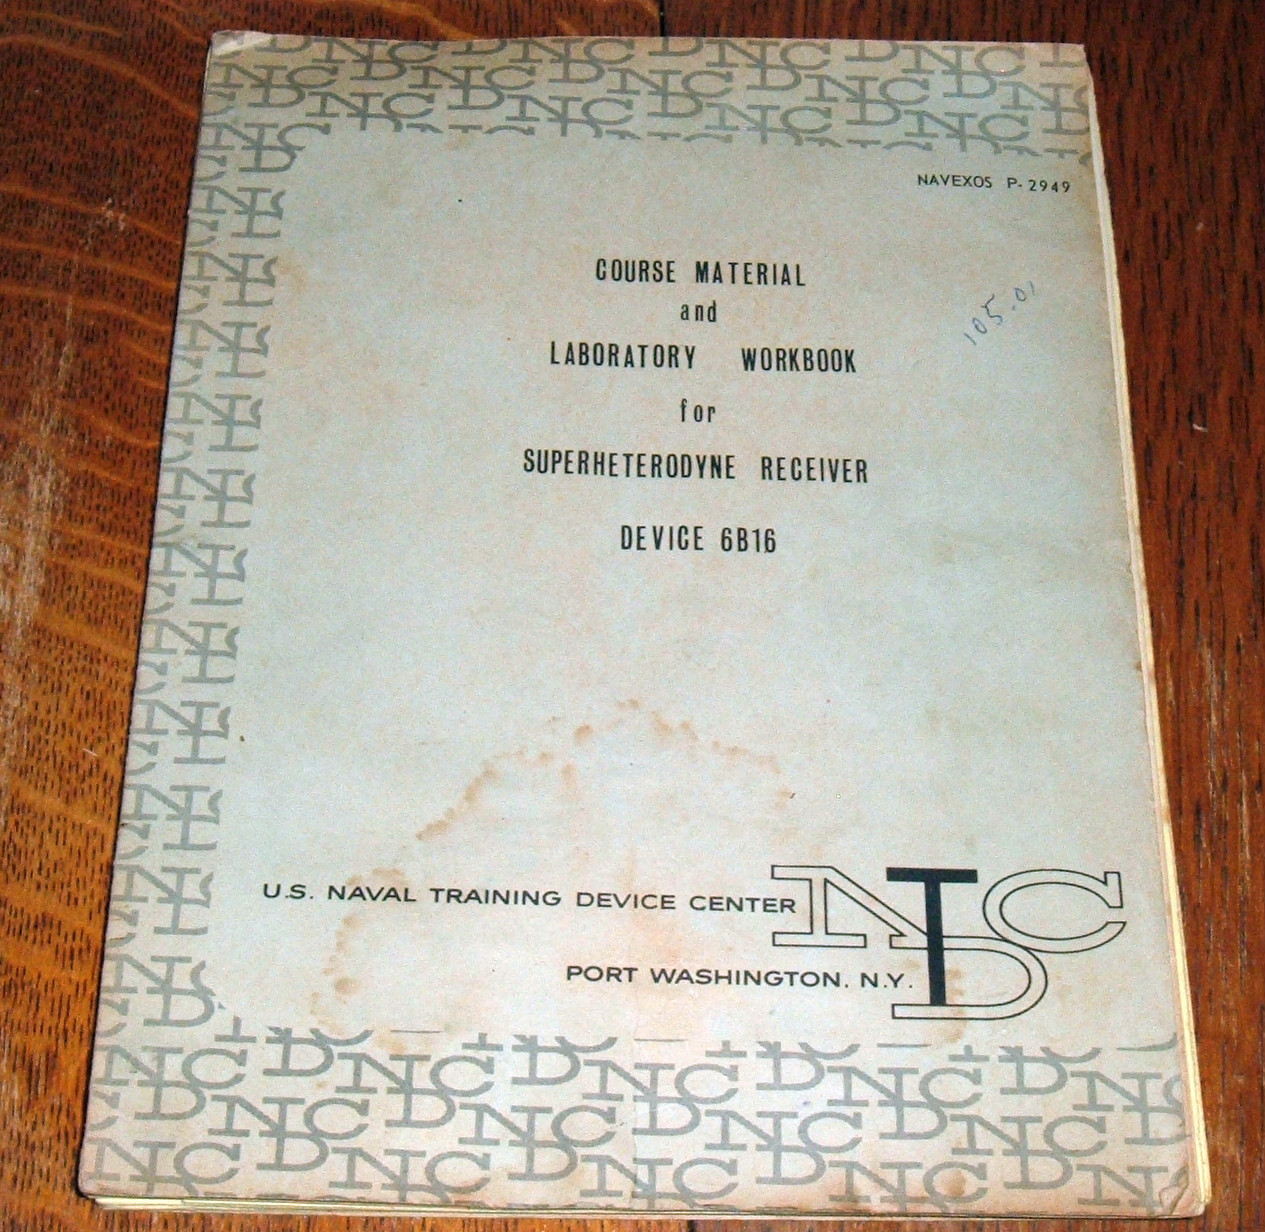 NAVEXOS P-2949
COURSE MATERIAL
and
105.01
LABORATORY WORKBOOK
for
SUPERHETERODYNE RECEIVER
DEVICE 6B16
U.S. NAVAL TRAINING DEVICE CENTER
NTDC
PORT WASHINGTON, N.Y.